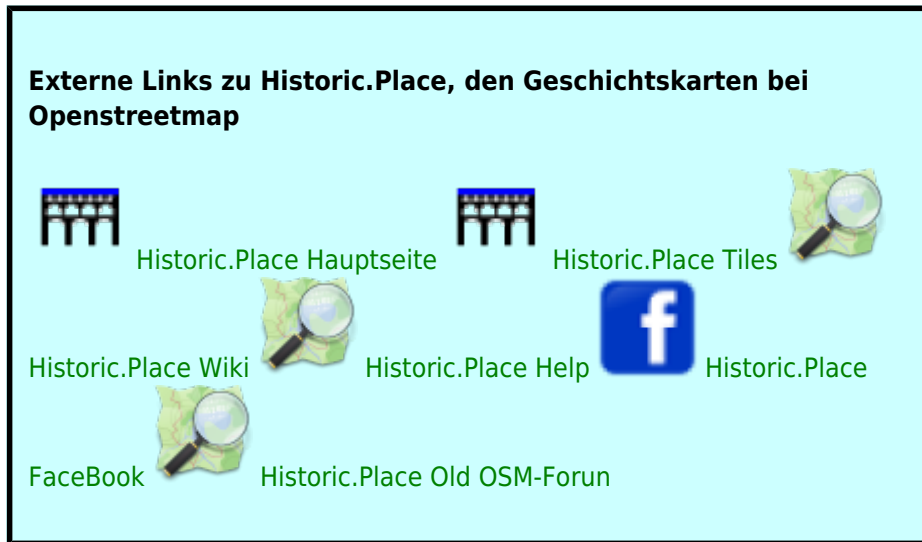 Externe Links zu Historic.Place, den Geschichtskarten bei
Openstreetmap
Historic.Place Hauptseite Historic.Place Tiles
Historic.Place Wiki Historic.Place Help Historic.Place
FaceBook Historic.Place Old OSM-Forun